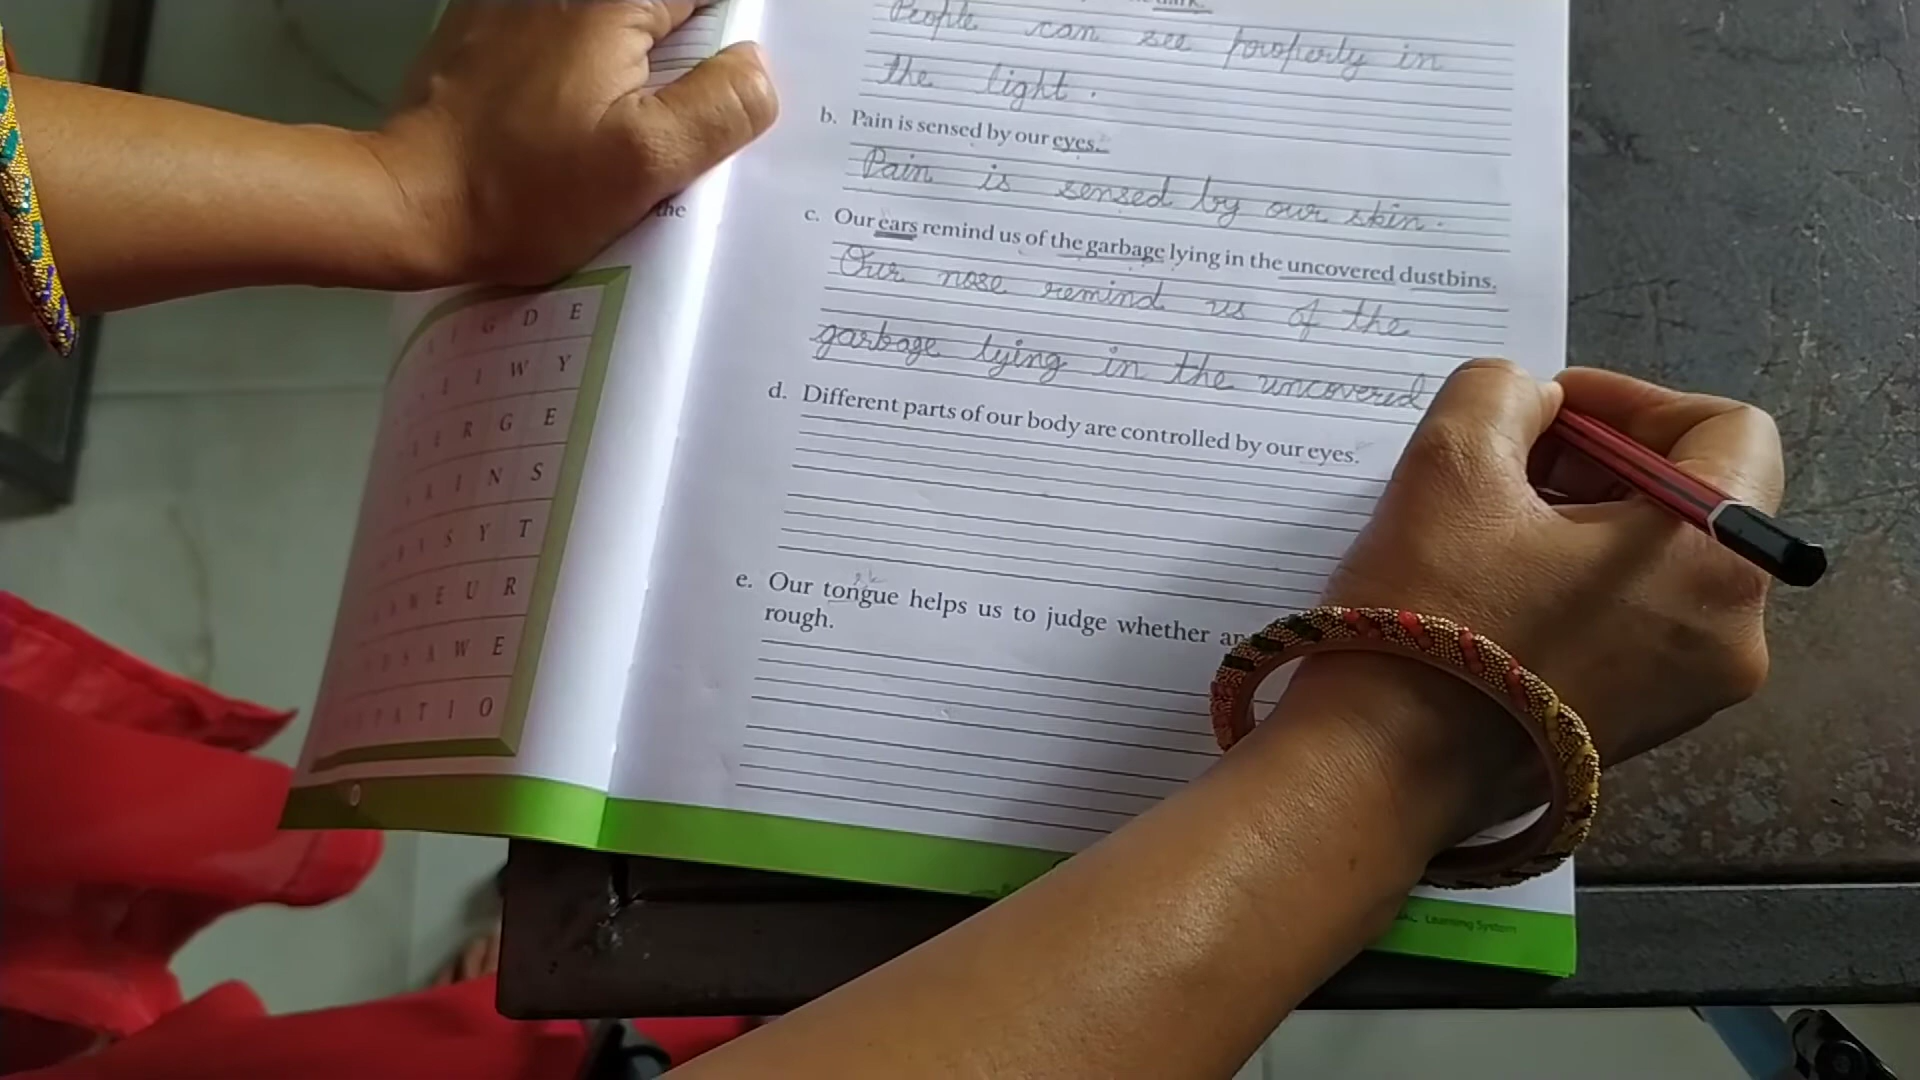 People can see properly in
the light.
b. Pain is sensed by our eyes.
Pain is sensed by our skin.
c. Our ears remind us of the garbage lying in the uncovered dustbins.
Our nose remind us of the
garbage lying in the uncovered
d. Different parts of our body are controlled by our eyes.
e. Our tongue helps us to judge whether
rough.
the
G D E
I W Y
E R G E
I N S
S Y T
E U R
A W E
A T I O
Learning System